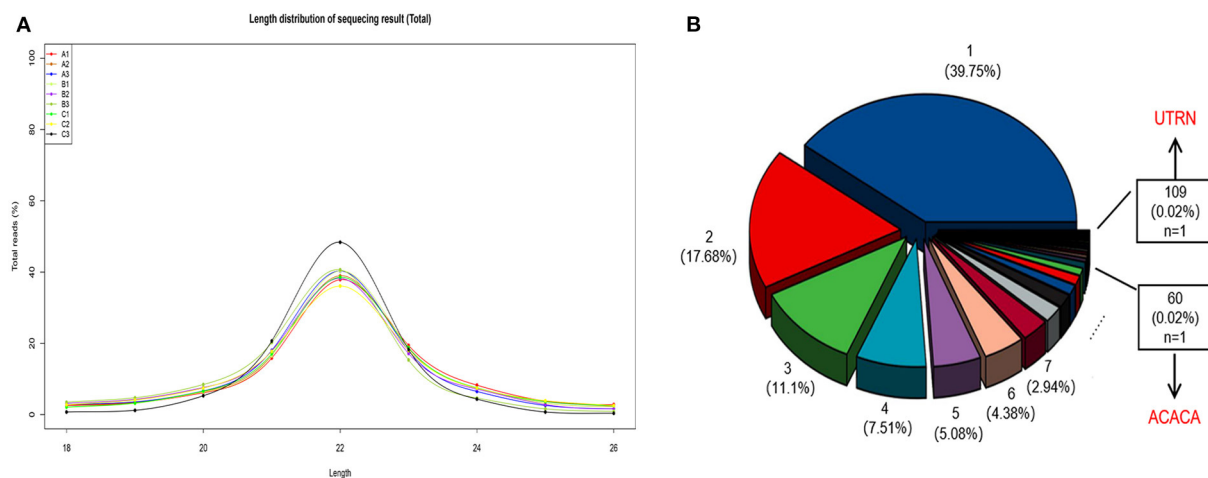 A
Length distribution of sequecing result (Total)
A1
A2
A3
B1
B2
B3
C1
C2
C3
Total reads (%)
100
80
60
40
20
0
18
20
22
24
26
Length
B
1
(39.75%)
2
(17.68%)
3
(11.1%)
4
(7.51%)
5
(5.08%)
6
(4.38%)
7
(2.94%)
UTRN
109
(0.02%)
n=1
60
(0.02%)
n=1
ACACA